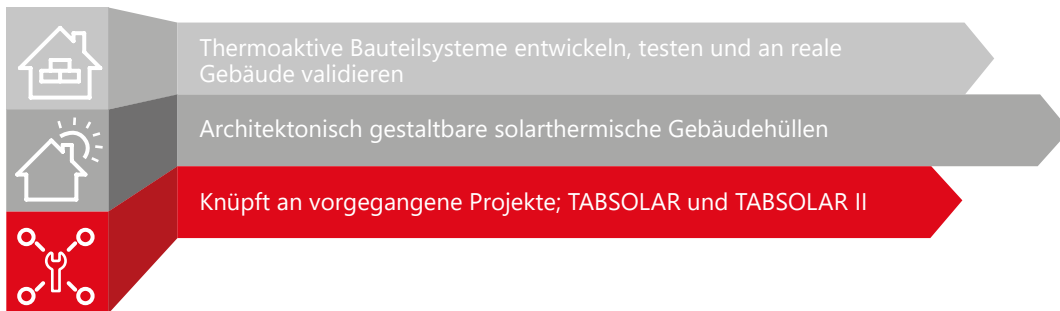 Thermoaktive Bauteilsysteme entwickeln, testen und an reale
Gebäude validieren
Architektonisch gestaltbare solarthermische Gebäudehüllen
Knüpft an vorgegangene Projekte; TABSOLAR und TABSOLAR II